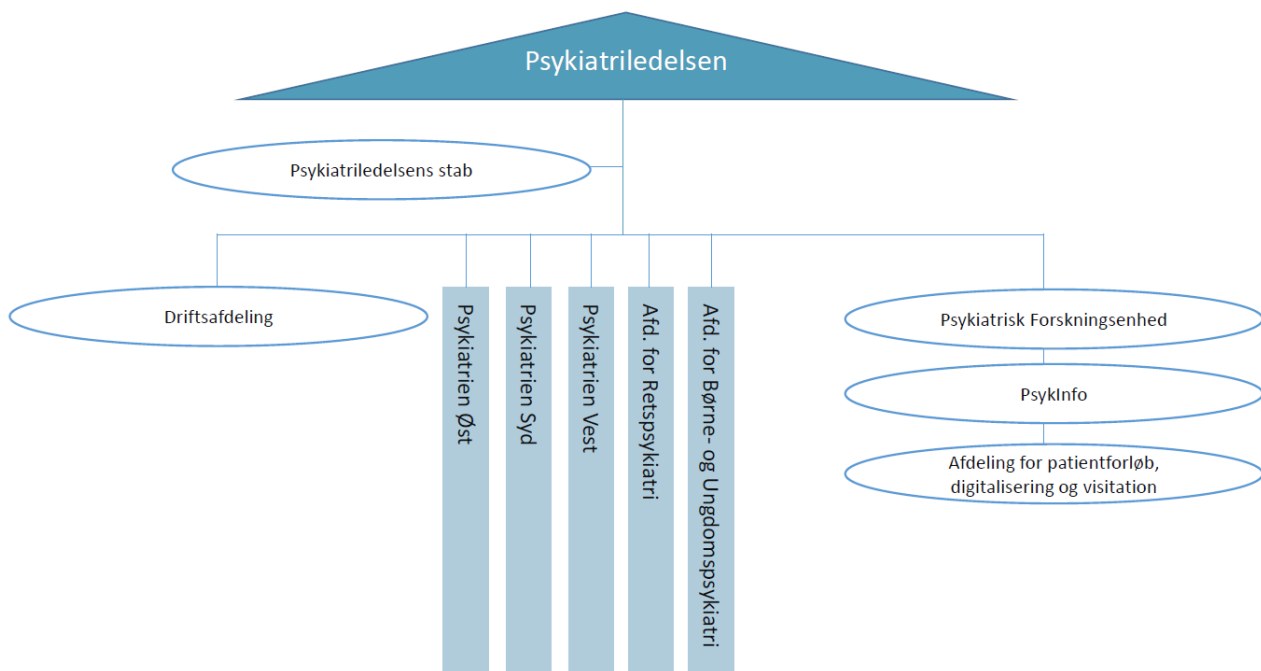 Psykiatriledelsen
Psykiatriledelsens stab
Driftsafdeling
Psykiatrien Øst
Psykiatrien Syd
Psykiatrien Vest
Afd. for Retspsykiatri
Afd. for Børne- og Ungdomspsykiatri
Psykiatrisk Forskningsenhed
PsykInfo
Afdeling for patientforløb,
digitalisering og visitation